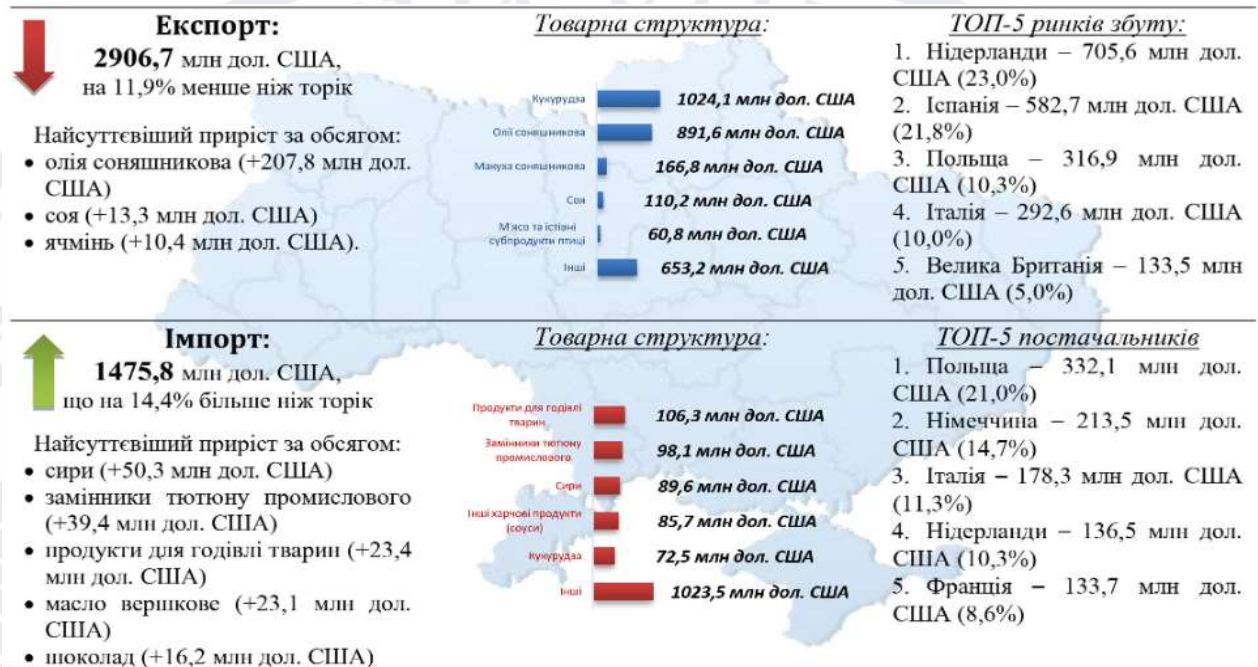 Експорт:
2906,7 млн дол. США,
на 11,9% менше ніж торік
Найсуттєвіший приріст за обсягом:
• олія соняшникова (+207,8 млн дол.
США)
• соя (+13,3 млн дол. США)
• ячмінь (+10,4 млн дол. США).
Товарна структура:
Кукурудза 1024,1 млн дол. США
Олії соняшникова 891,6 млн дол. США
Макуха соняшникова 166,8 млн дол. США
Соя 110,2 млн дол. США
М'ясо та їстівні
субпродукти птиці 60,8 млн дол. США
Інші 653,2 млн дол. США
ТОП-5 ринків збуту:
1. Нідерланди – 705,6 млн дол.
США (23,0%)
2. Іспанія – 582,7 млн дол. США
(21,8%)
3. Польща – 316,9 млн дол.
США (10,3%)
4. Італія – 292,6 млн дол. США
(10,0%)
5. Велика Британія – 133,5 млн
дол. США (5,0%)
Імпорт:
1475,8 млн дол. США,
що на 14,4% більше ніж торік
Найсуттєвіший приріст за обсягом:
• сири (+50,3 млн дол. США)
• замінники тютюну промислового
(+39,4 млн дол. США)
• продукти для годівлі тварин (+23,4
млн дол. США)
• масло вершкове (+23,1 млн дол.
США)
• шоколад (+16,2 млн дол. США)
Товарна структура:
Продукти для годівлі
тварин 106,3 млн дол. США
Замінники тютюну
промислового 98,1 млн дол. США
Сири 89,6 млн дол. США
Інші харчові продукти
(соуси) 85,7 млн дол. США
Кукурудза 72,5 млн дол. США
Інші 1023,5 млн дол. США
ТОП-5 постачальників
1. Польща – 332,1 млн дол.
США (21,0%)
2. Німеччина – 213,5 млн дол.
США (14,7%)
3. Італія – 178,3 млн дол. США
(11,3%)
4. Нідерланди – 136,5 млн дол.
США (10,3%)
5. Франція – 133,7 млн дол.
США (8,6%)